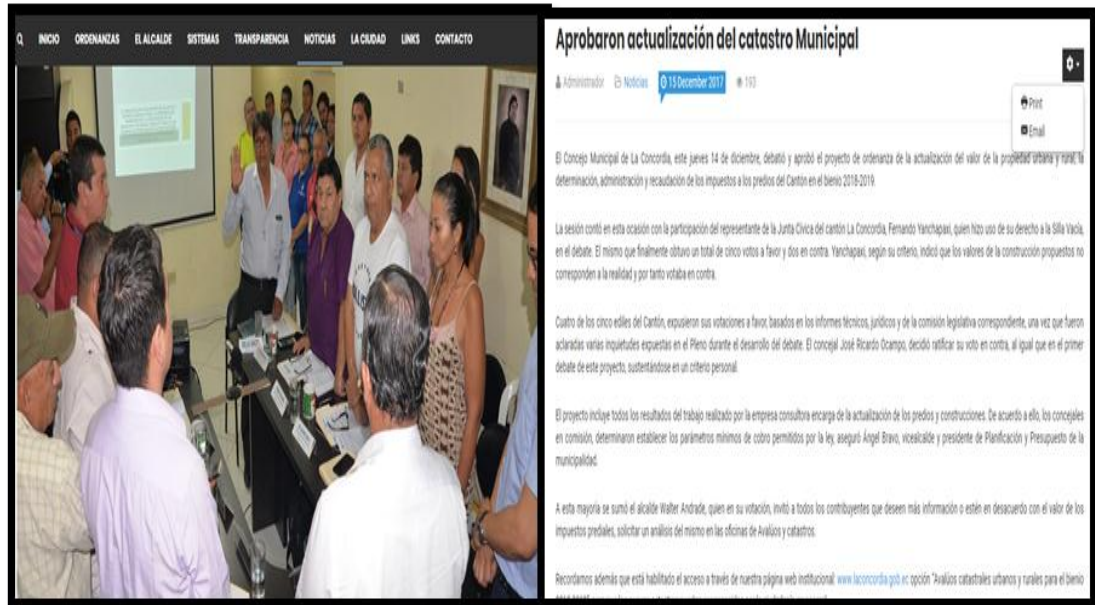 INICIO ORDENANZAS EL ALCALDE SISTEMAS TRANSPARENCIA NOTICIAS LA CIUDAD LINKS CONTACTO
Aprobaron actualización del catastro Municipal
Administrador Noticias 15 December 2017 193
Print
Email
El Concejo Municipal de La Concordia, este jueves 14 de diciembre, debatió y aprobó el proyecto de ordenanza de la actualización del valor de la propiedad urbana y rural, la
determinación, administración y recaudación de los impuestos a los predios del Cantón en el bienio 2018-2019.
La sesión contó en esta ocasión con la participación del representante de la Junta Cívica del cantón La Concordia, Fernando Yanchapaxi, quien hizo uso de su derecho a la Silla Vacía,
en el debate. El mismo que finalmente obtuvo un total de cinco votos a favor y dos en contra. Yanchapaxi, según su criterio, indicó que los valores de la construcción propuestos no
corresponden a la realidad y por tanto votaba en contra.
Cuatro de los cinco ediles del Cantón, expusieron sus votaciones a favor, basados en los informes técnicos, jurídicos y de la comisión legislativa correspondiente, una vez que fueron
aclaradas varias inquietudes expuestas en el Pleno durante el desarrollo del debate. El concejal José Ricardo Ocampo, decidió ratificar su voto en contra, al igual que en el primer
debate de este proyecto, sustentándose en un criterio personal.
El proyecto incluye todos los resultados del trabajo realizado por la empresa consultora encarga de la actualización de los predios y construcciones. De acuerdo a ello, los concejales
en comisión, determinaron establecer los parámetros mínimos de cobro permitidos por la ley, aseguró Ángel Bravo, vicealcalde y presidente de Planificación y Presupuesto de la
municipalidad.
A esta mayoría se sumó el alcalde Walter Andrade, quien en su votación, invitó a todos los contribuyentes que deseen más información o estén en desacuerdo con el valor de los
impuestos prediales, solicitar un análisis del mismo en las oficinas de Avalúos y catastros.
Recordamos además que está habilitado el acceso a través de nuestra página web institucional: www.laconcordia.gob.ec opción "Avalúos catastrales urbanos y rurales para el bienio